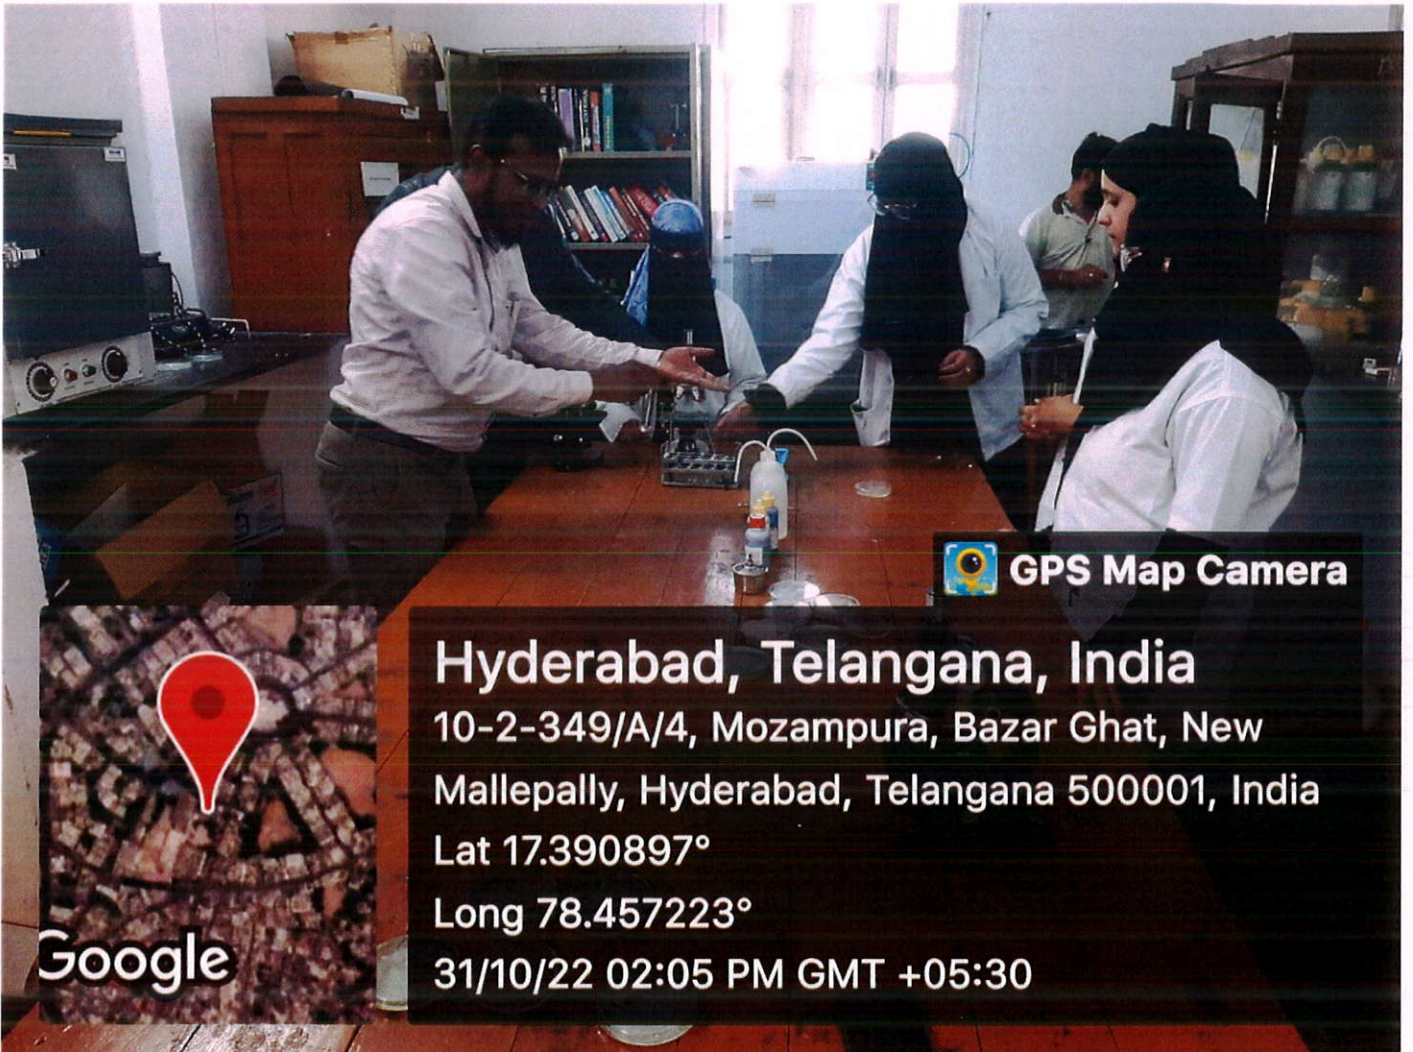 GPS Map Camera
Hyderabad, Telangana, India
10-2-349/A/4, Mozampura, Bazar Ghat, New
Mallepally, Hyderabad, Telangana 500001, India
Lat 17.390897°
Long 78.457223°
31/10/22 02:05 PM GMT +05:30
Google